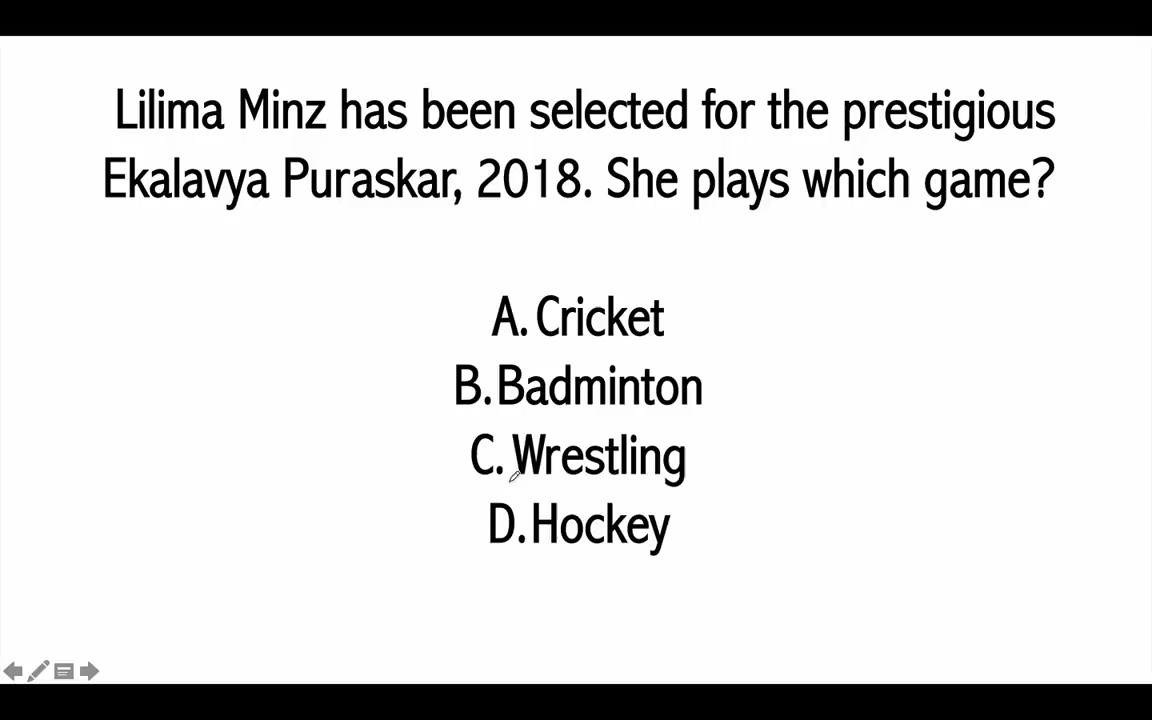 Lilima Minz has been selected for the prestigious
Ekalavya Puraskar, 2018. She plays which game?
A. Cricket
B. Badminton
C. Wrestling
D. Hockey